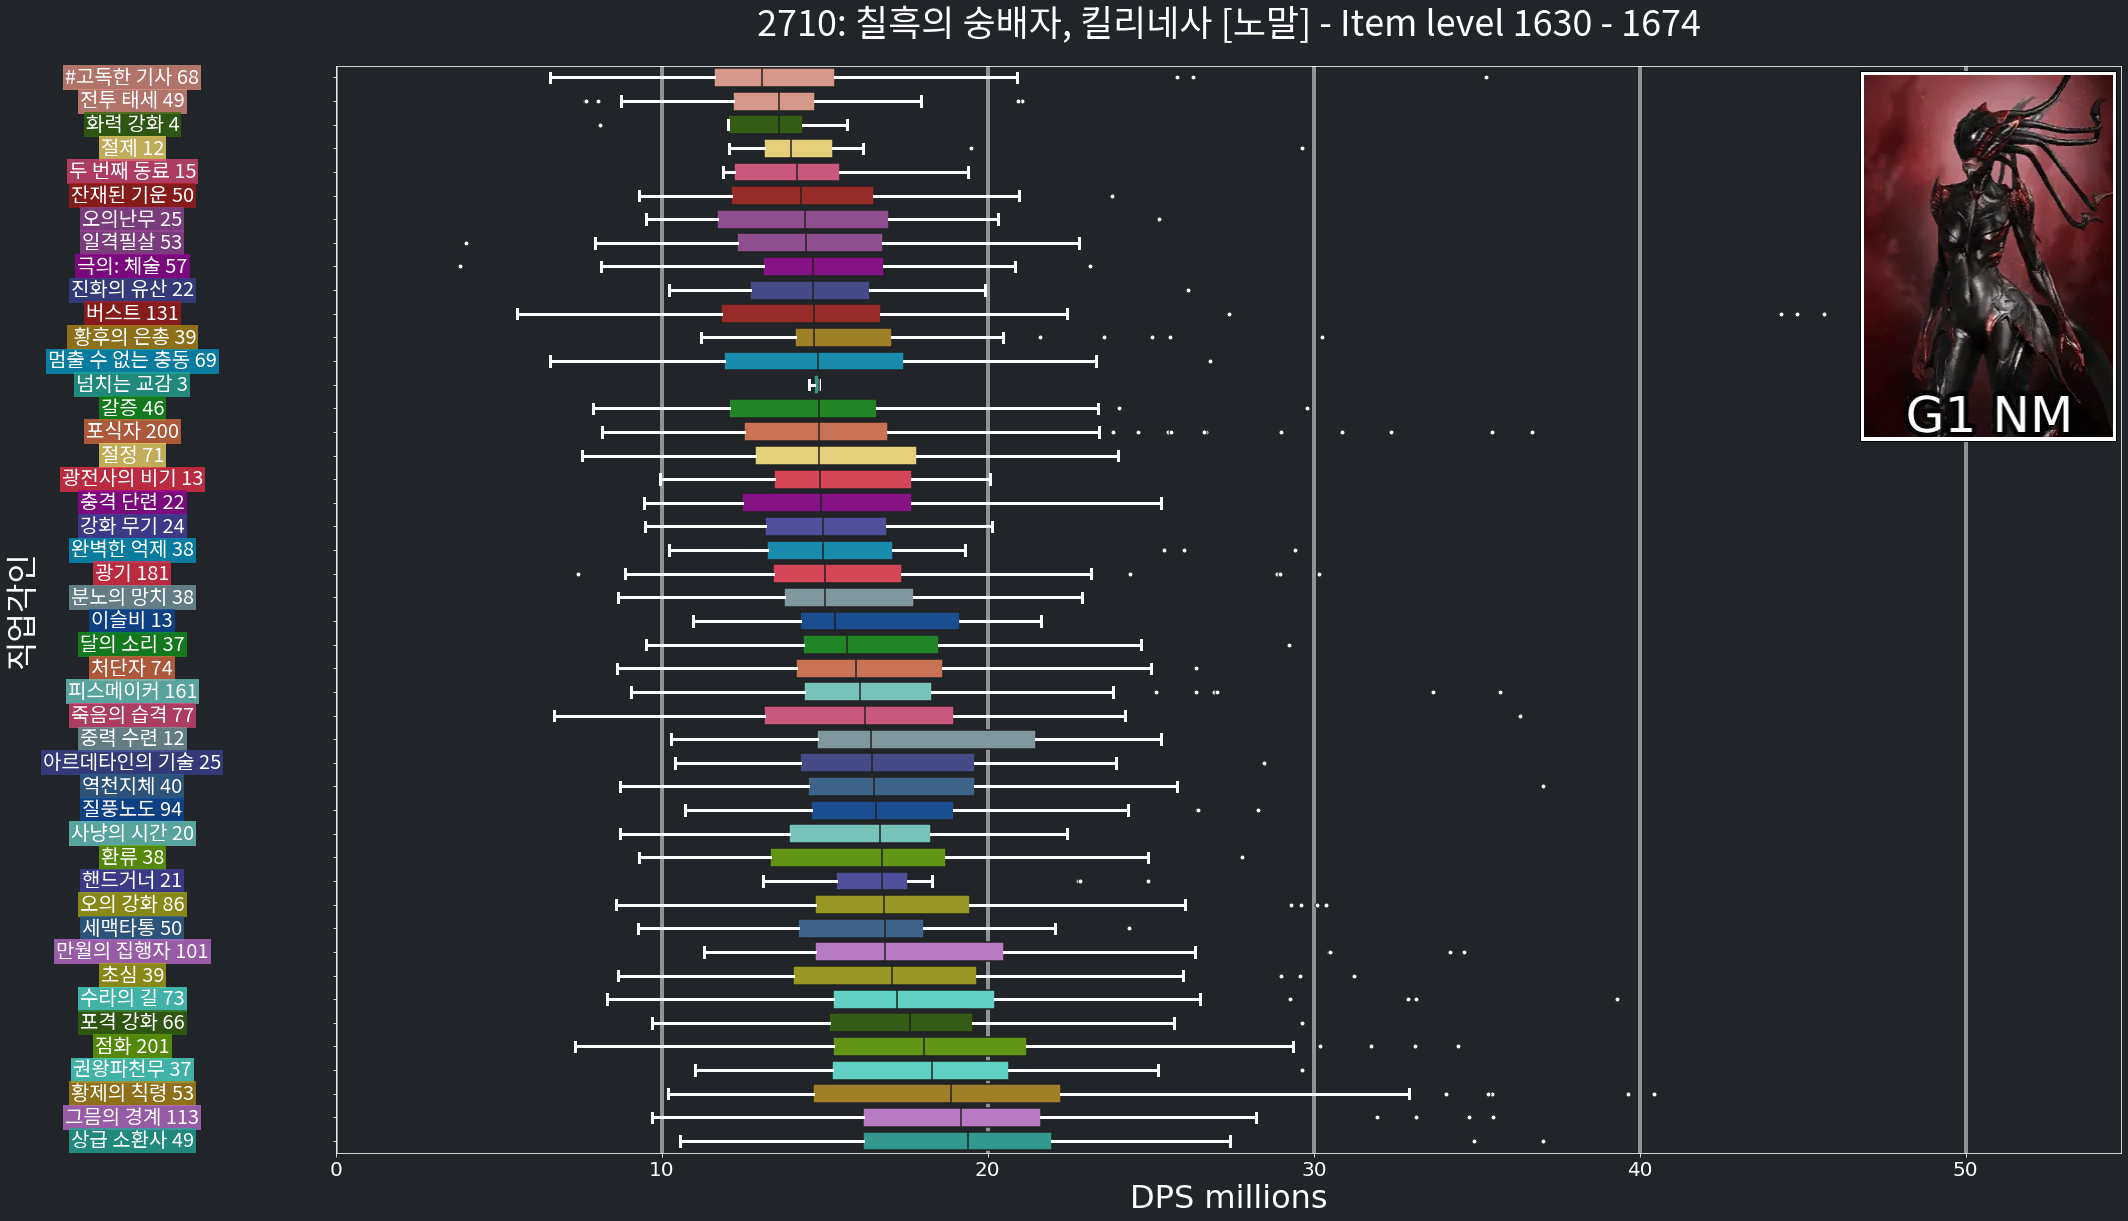 2710: 칠흑의 숭배자, 킬리네사 [노말] - Item level 1630 - 1674
#고독한 기사 68
전투 태세 49
화력 강화 4
절제 12
두 번째 동료 15
잔재된 기운 50
오의난무 25
일격필살 53
극의: 체술 57
진화의 유산 22
버스트 131
황후의 은총 39
멈출 수 없는 충동 69
넘치는 교감 3
갈증 46
포식자 200
절정 71
광전사의 비기 13
충격 단련 22
강화 무기 24
완벽한 억제 38
광기 181
분노의 망치 38
이슬비 13
달의 소리 37
처단자 74
피스메이커 161
죽음의 습격 77
중력 수련 12
아르데타인의 기술 25
역천지체 40
질풍노도 94
사냥의 시간 20
환류 38
핸드거너 21
오의 강화 86
세맥타통 50
만월의 집행자 101
초심 39
수라의 길 73
포격 강화 66
점화 201
권왕파천무 37
황제의 칙령 53
그믐의 경계 113
상급 소환사 49
직업각인
G1 NM
0 10 20 30 40 50
DPS millions